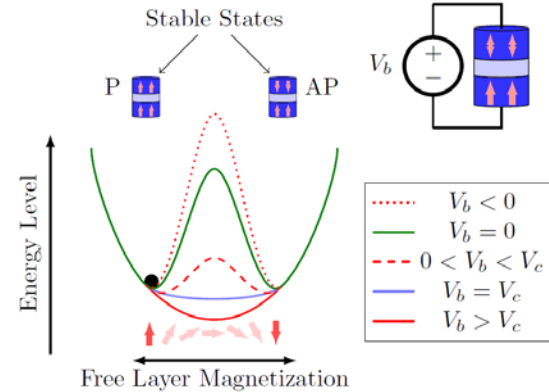 Stable States
P
AP
V_b
+
−
Energy Level
V_b < 0
V_b = 0
0 < V_b < V_c
V_b = V_c
V_b > V_c
Free Layer Magnetization